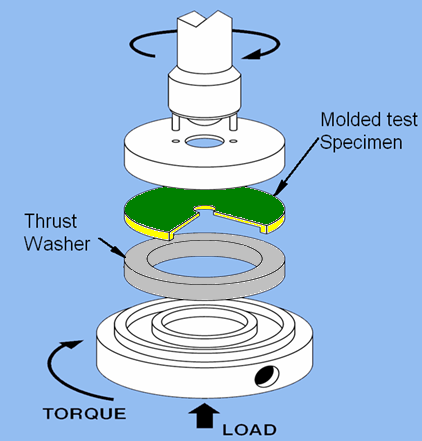 Molded test
Specimen
Thrust
Washer
TORQUE
LOAD